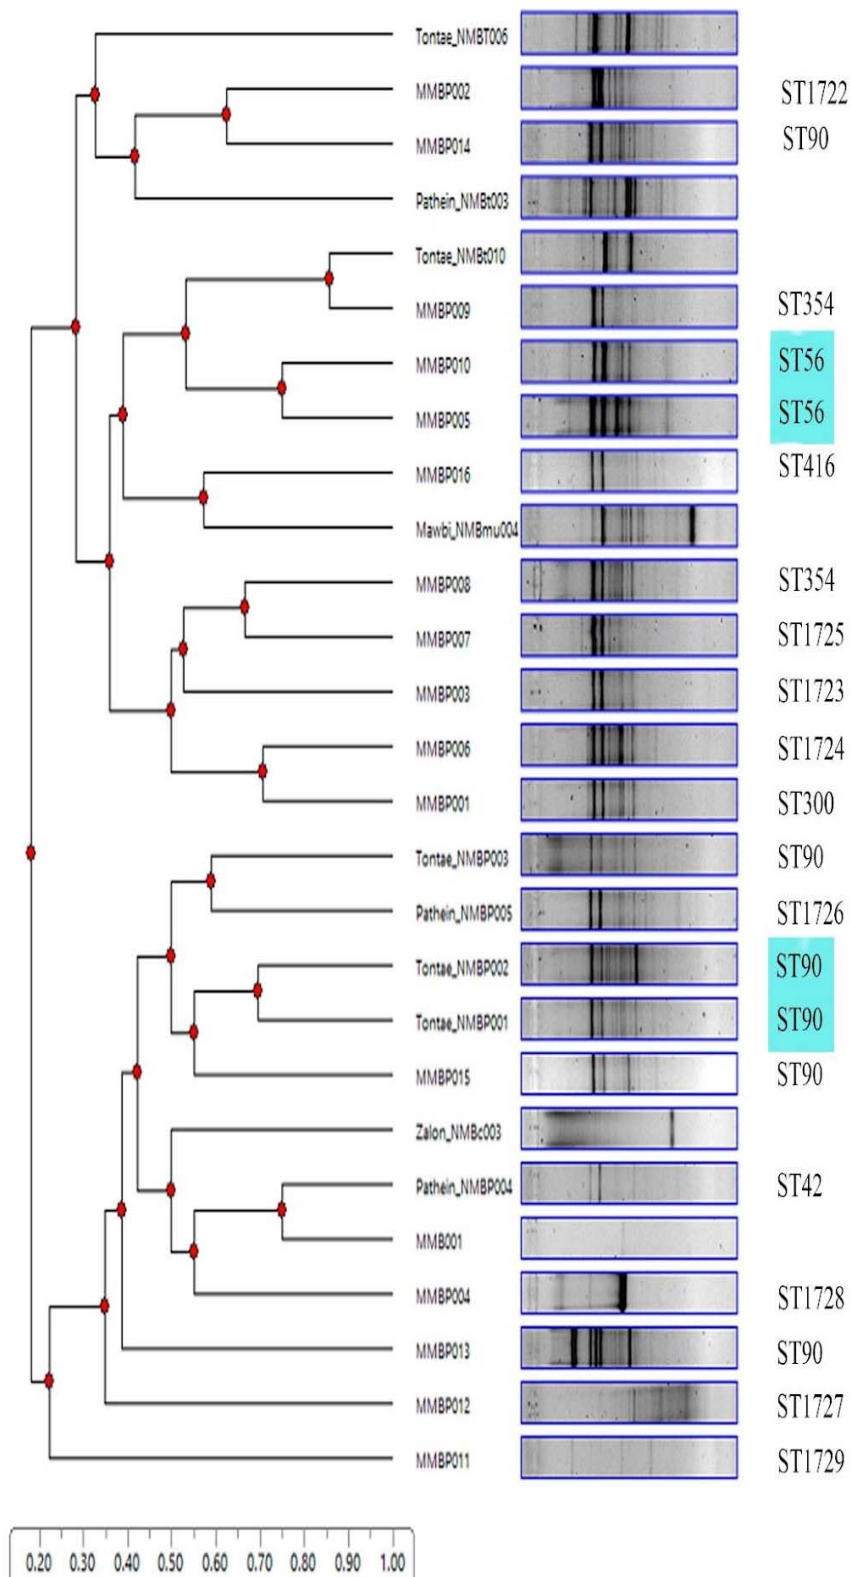 Tontae_NMBT006
MMBP002 ST1722
MMBP014 ST90
Pathein_NMBt003
Tontae_NMBt010
MMBP009 ST354
MMBP010 ST56
MMBP005 ST56
MMBP016 ST416
Mawbi_NMBmu004
MMBP008 ST354
MMBP007 ST1725
MMBP003 ST1723
MMBP006 ST1724
MMBP001 ST300
Tontae_NMBP003 ST90
Pathein_NMBP005 ST1726
Tontae_NMBP002 ST90
Tontae_NMBP001 ST90
MMBP015 ST90
Zalon_NMBc003
Pathein_NMBP004 ST42
MMB001
MMBP004 ST1728
MMBP013 ST90
MMBP012 ST1727
MMBP011 ST1729
0.20 0.30 0.40 0.50 0.60 0.70 0.80 0.90 1.00